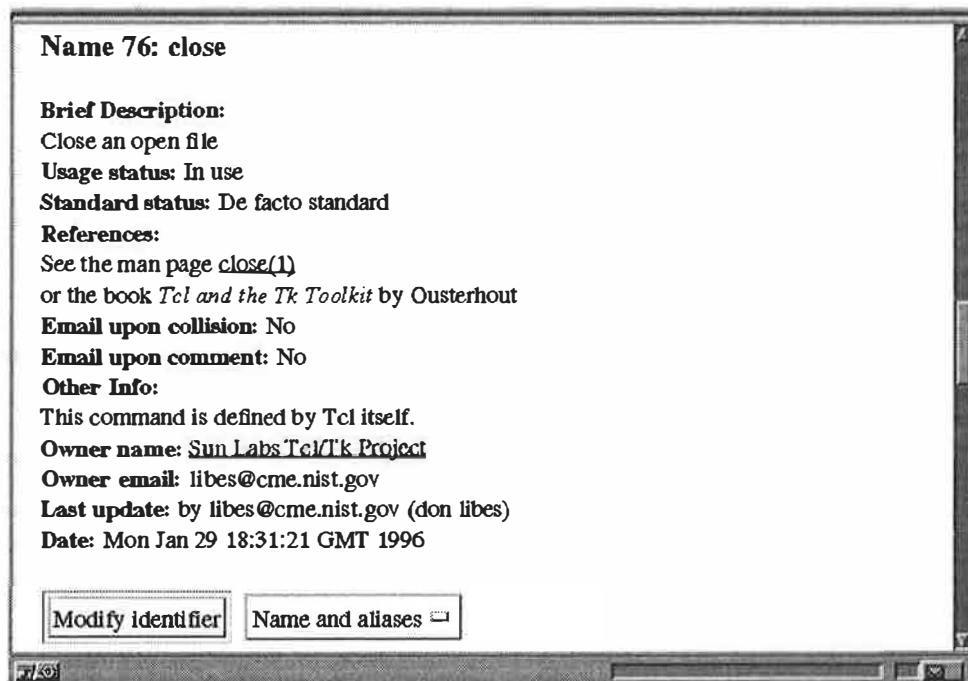 Name 76: close
Brief Description:
Close an open file
Usage status: In use
Standard status: De facto standard
References:
See the man page close(1)
or the book Tcl and the Tk Toolkit by Ousterhout
Email upon collision: No
Email upon comment: No
Other Info:
This command is defined by Tcl itself.
Owner name: Sun Labs Tcl/Tk Project
Owner email: libes@cme.nist.gov
Last update: by libes@cme.nist.gov (don libes)
Date: Mon Jan 29 18:31:21 GMT 1996
Modify identifier Name and aliases